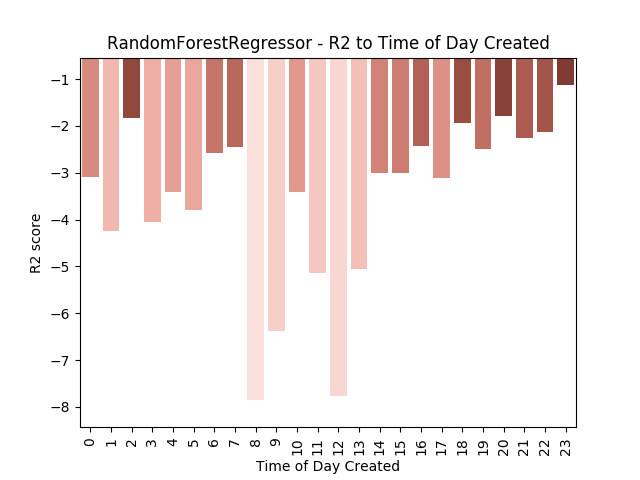 RandomForestRegressor - R2 to Time of Day Created
R2 score
−1
−2
−3
−4
−5
−6
−7
−8
0 1 2 3 4 5 6 7 8 9 10 11 12 13 14 15 16 17 18 19 20 21 22 23
Time of Day Created